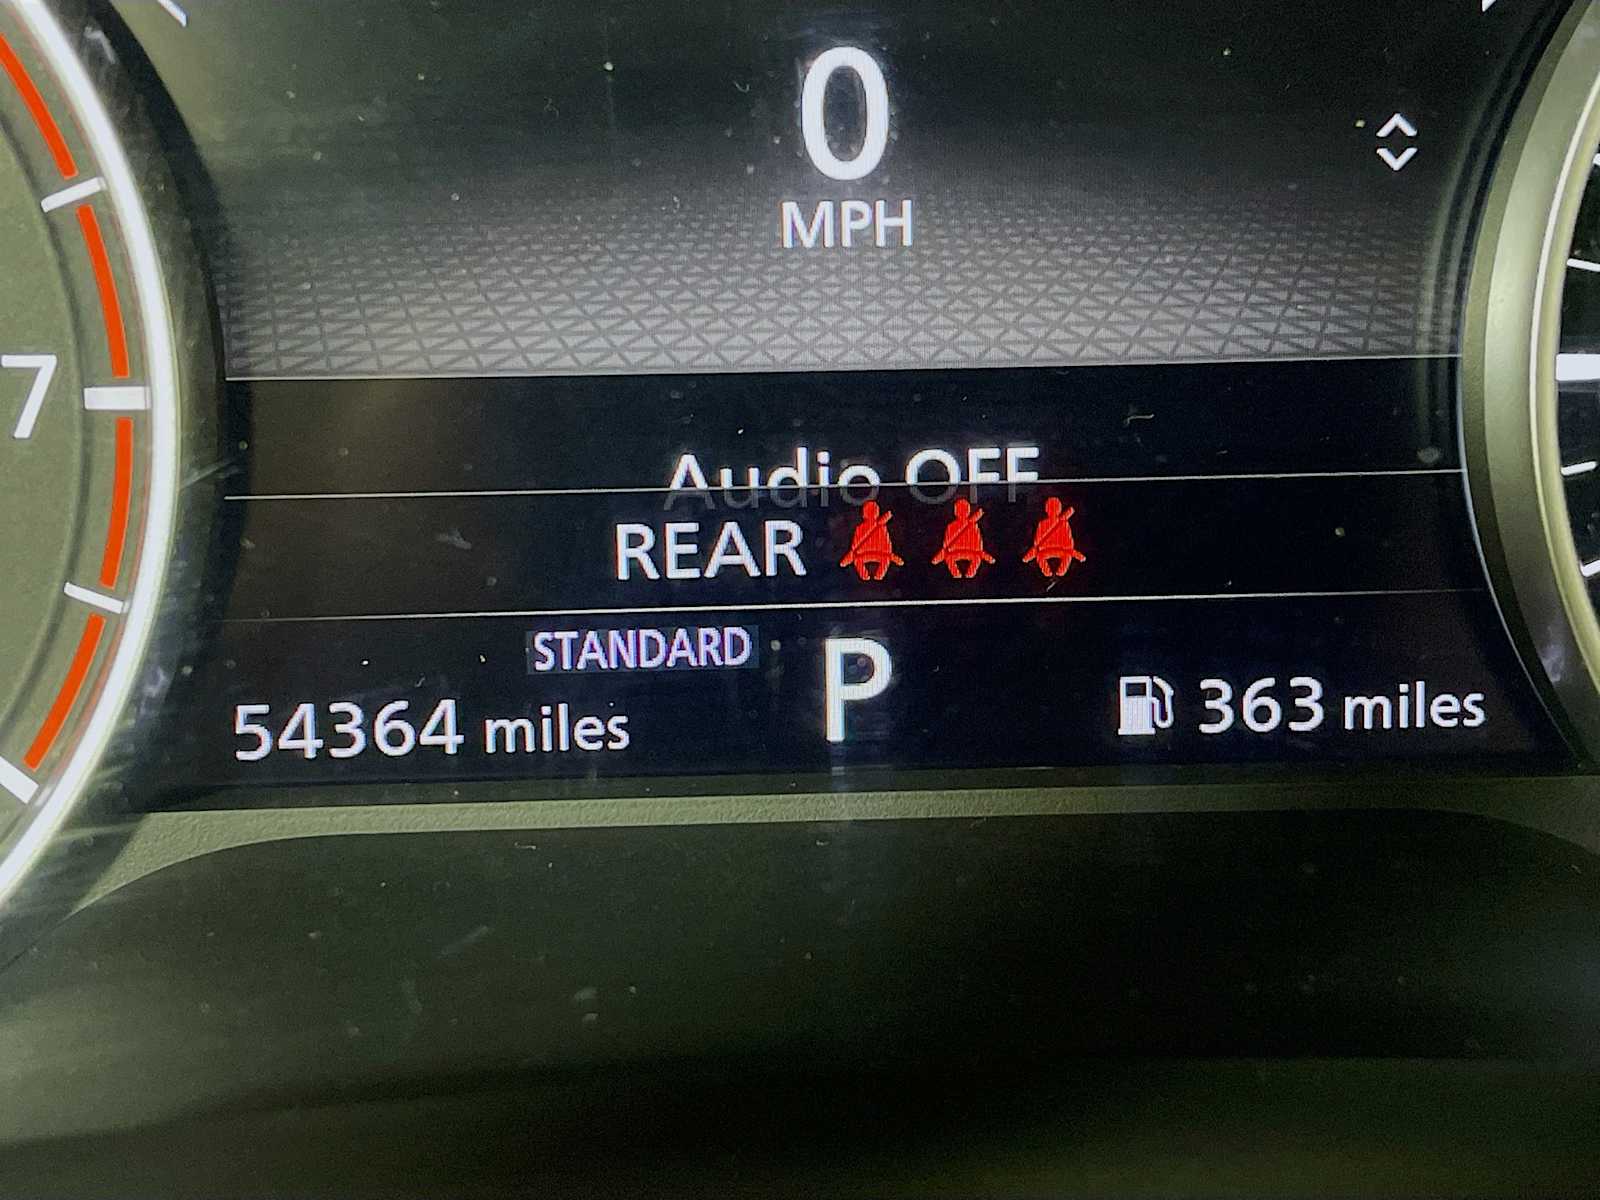 0
MPH
7
Audio OFF
REAR
STANDARD
P
54364 miles
363 miles